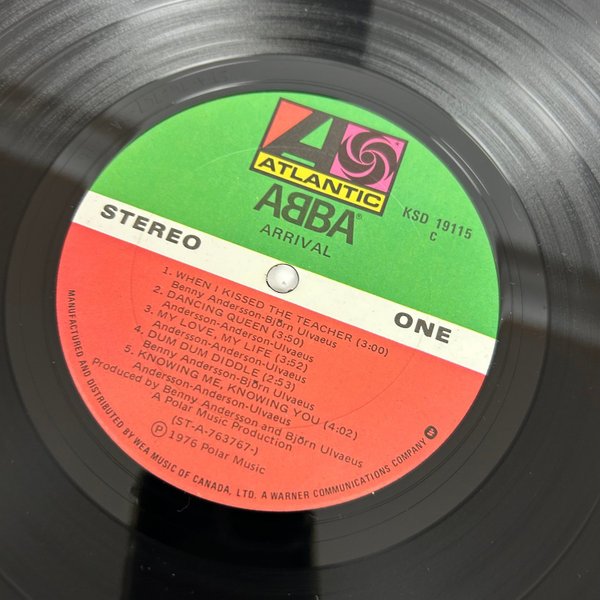 ATLANTIC
ABBA®
ARRIVAL
KSD 19115
C
STEREO
ONE
1. WHEN I KISSED THE TEACHER (3:00)
Benny Andersson-Björn Ulvaeus
2. DANCING QUEEN (3:50)
Andersson-Anderson-Ulvaeus
3. MY LOVE, MY LIFE (3:52)
Andersson-Anderson-Ulvaeus
4. DUM DUM DIDDLE (2:53)
Benny Andersson-Björn Ulvaeus
5. KNOWING ME, KNOWING YOU (4:02)
Andersson-Anderson-Ulvaeus
Produced by Benny Andersson and Björn Ulvaeus
A Polar Music Production
(ST-A-763767-)
Ⓟ 1976 Polar Music
MANUFACTURED AND DISTRIBUTED BY WEA MUSIC OF CANADA, LTD. A WARNER COMMUNICATIONS COMPANY